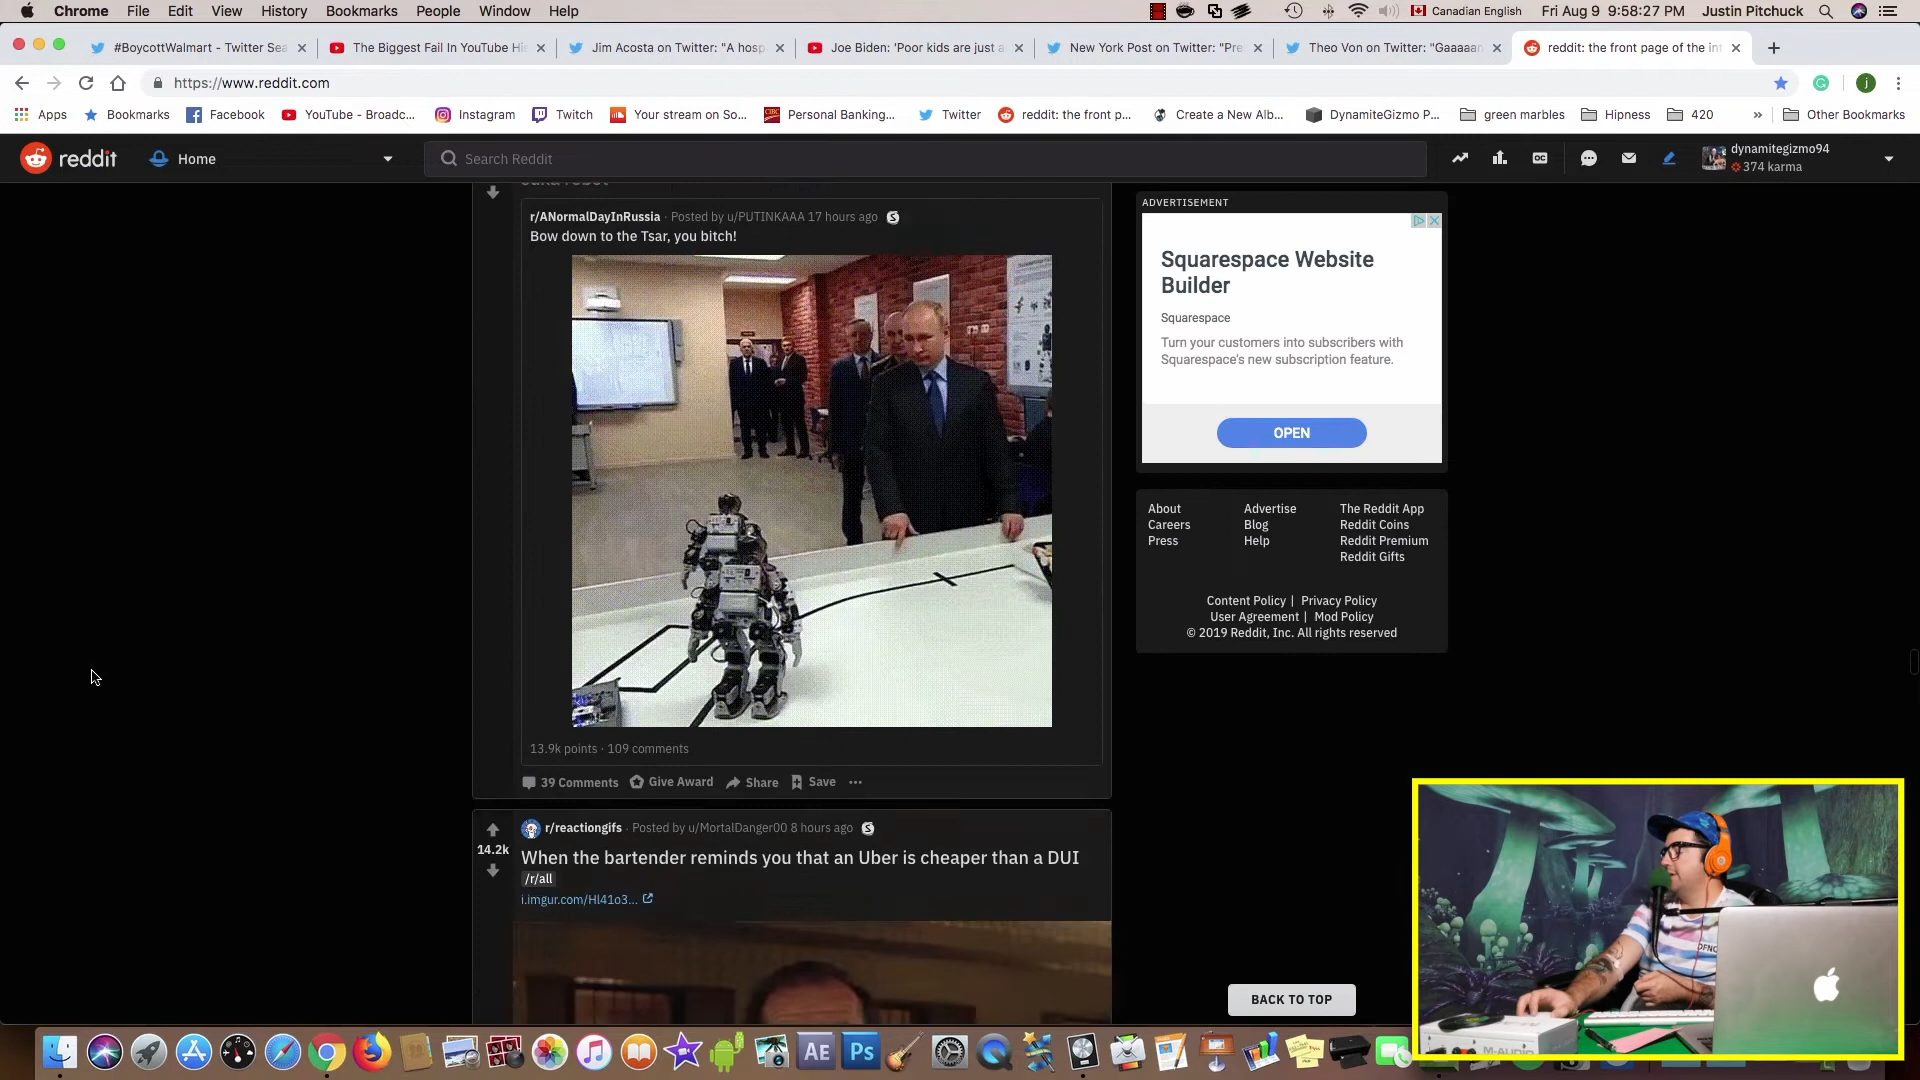 Chrome File Edit View History Bookmarks People Window Help Canadian English Fri Aug 9 9:58:27 PM Justin Pitchuck
#BoycottWalmart - Twitter Sea The Biggest Fail In YouTube His Jim Acosta on Twitter: "A hosp Joe Biden: 'Poor kids are just a New York Post on Twitter: "Pre Theo Von on Twitter: "Gaaaaan reddit: the front page of the int
https://www.reddit.com j
Apps Bookmarks Facebook YouTube - Broadc... Instagram Twitch Your stream on So... CIBC Personal Banking... Twitter reddit: the front p... Create a New Alb... DynamiteGizmo P... green marbles Hipness 420 » Other Bookmarks
reddit Home Search Reddit dynamitegizmo94
374 karma
r/ANormalDayInRussia · Posted by u/PUTINKAAA 17 hours ago
Bow down to the Tsar, you bitch!
13.9k points · 109 comments
39 Comments Give Award Share Save ...
r/reactiongifs · Posted by u/MortalDanger00 8 hours ago
14.2k
When the bartender reminds you that an Uber is cheaper than a DUI
/r/all
i.imgur.com/Hl41o3...
ADVERTISEMENT
Squarespace Website
Builder
Squarespace
Turn your customers into subscribers with
Squarespace's new subscription feature.
OPEN
About Advertise The Reddit App
Careers Blog Reddit Coins
Press Help Reddit Premium
Reddit Gifts
Content Policy | Privacy Policy
User Agreement | Mod Policy
© 2019 Reddit, Inc. All rights reserved
BACK TO TOP
M-AUDIO
AE Ps